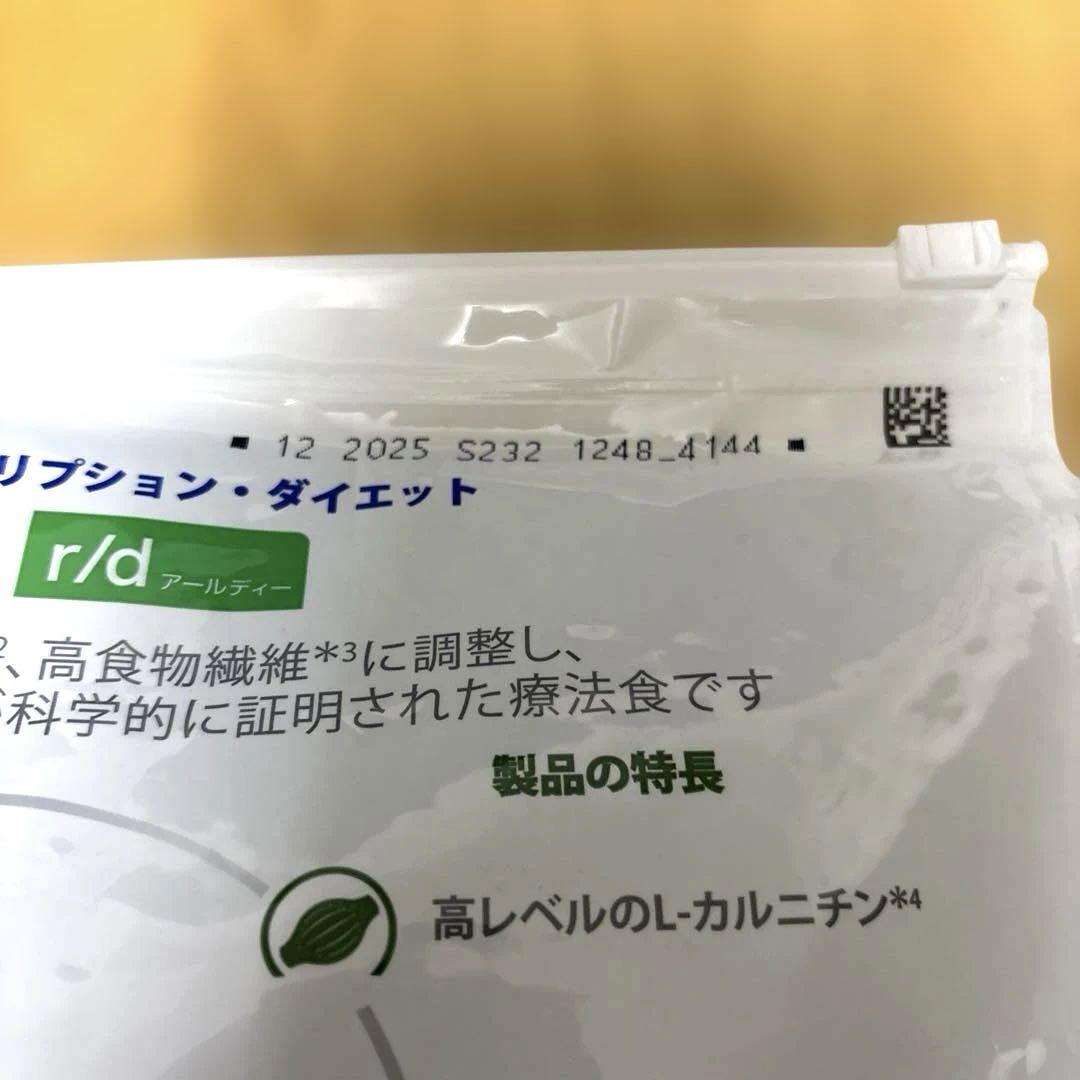 12 2025 S232 1248_4144
リプション・ダイエット
r/d アールディー
、高食物繊維*3に調整し、
科学的に証明された療法食です
製品の特長
高レベルのL-カルニチン*4